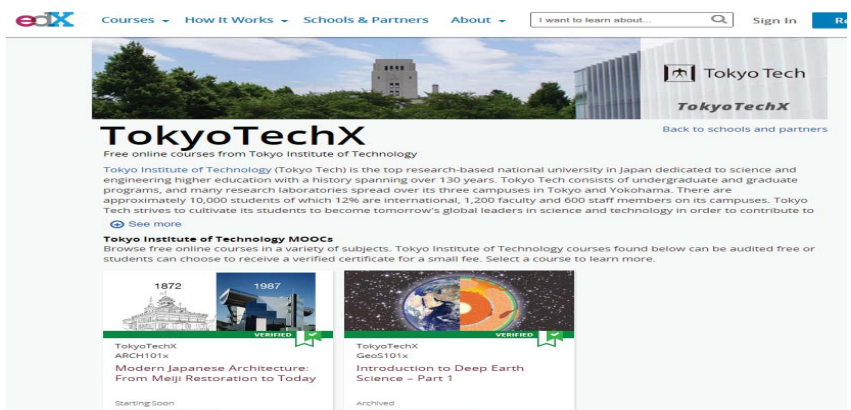 edX Courses How It Works Schools & Partners About I want to learn about... Sign In Re
Tokyo Tech
TokyoTechX
TokyoTechX
Back to schools and partners
Free online courses from Tokyo Institute of Technology
Tokyo Institute of Technology (Tokyo Tech) is the top research-based national university in Japan dedicated to science and
engineering higher education with a history spanning over 130 years. Tokyo Tech consists of undergraduate and graduate
programs, and many research laboratories spread over its three campuses in Tokyo and Yokohama. There are
approximately 10,000 students of which 12% are international, 1,200 faculty and 600 staff members on its campuses. Tokyo
Tech strives to cultivate its students to become tomorrow's global leaders in science and technology in order to contribute to
See more
Tokyo Institute of Technology MOOCs
Browse free online courses in a variety of subjects. Tokyo Institute of Technology courses found below can be audited free or
students can choose to receive a verified certificate for a small fee. Select a course to learn more.
1872 1987
VERIFIED
TokyoTechX
ARCH101x
Modern Japanese Architecture:
From Meiji Restoration to Today
Starting Soon
VERIFIED
TokyoTechX
GeoS101x
Introduction to Deep Earth
Science – Part 1
Archived